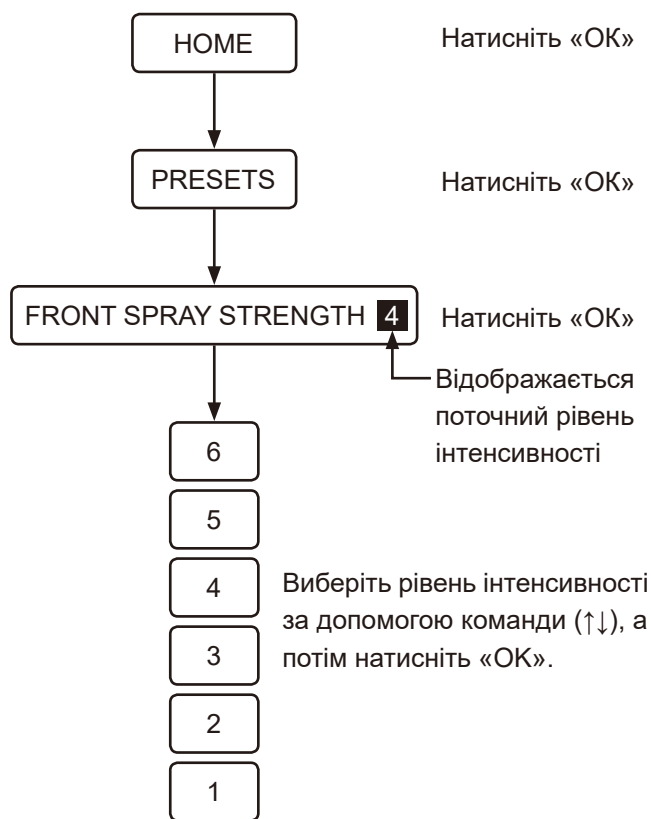 HOME
Натисніть «OK»
PRESETS
Натисніть «OK»
FRONT SPRAY STRENGTH 4
Натисніть «OK»
Відображається
поточний рівень
інтенсивності
6
5
4
Виберіть рівень інтенсивності
за допомогою команди (↑↓), а
потім натисніть «OK».
3
2
1